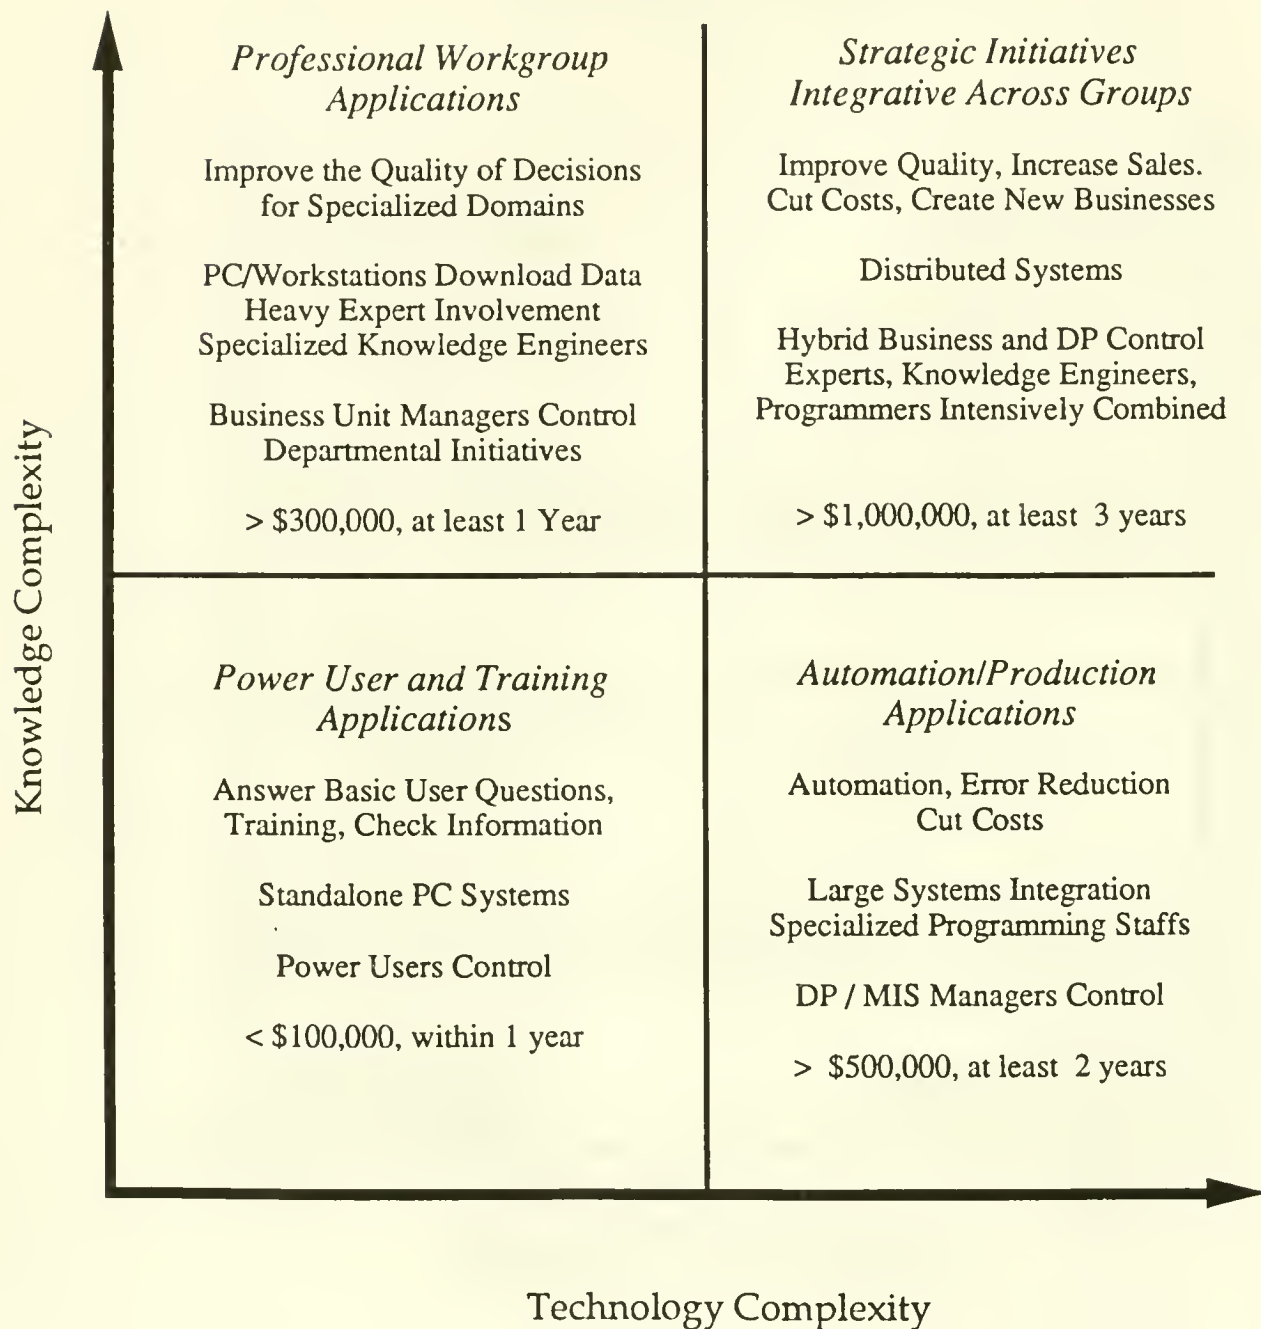 Professional Workgroup
Applications
Improve the Quality of Decisions
for Specialized Domains
PC/Workstations Download Data
Heavy Expert Involvement
Specialized Knowledge Engineers
Business Unit Managers Control
Departmental Initiatives
> $300,000, at least 1 Year
Strategic Initiatives
Integrative Across Groups
Improve Quality, Increase Sales.
Cut Costs, Create New Businesses
Distributed Systems
Hybrid Business and DP Control
Experts, Knowledge Engineers,
Programmers Intensively Combined
> $1,000,000, at least 3 years
Knowledge Complexity
Power User and Training
Applications
Answer Basic User Questions,
Training, Check Information
Standalone PC Systems
Power Users Control
< $100,000, within 1 year
Automation/Production
Applications
Automation, Error Reduction
Cut Costs
Large Systems Integration
Specialized Programming Staffs
DP / MIS Managers Control
> $500,000, at least 2 years
Technology Complexity